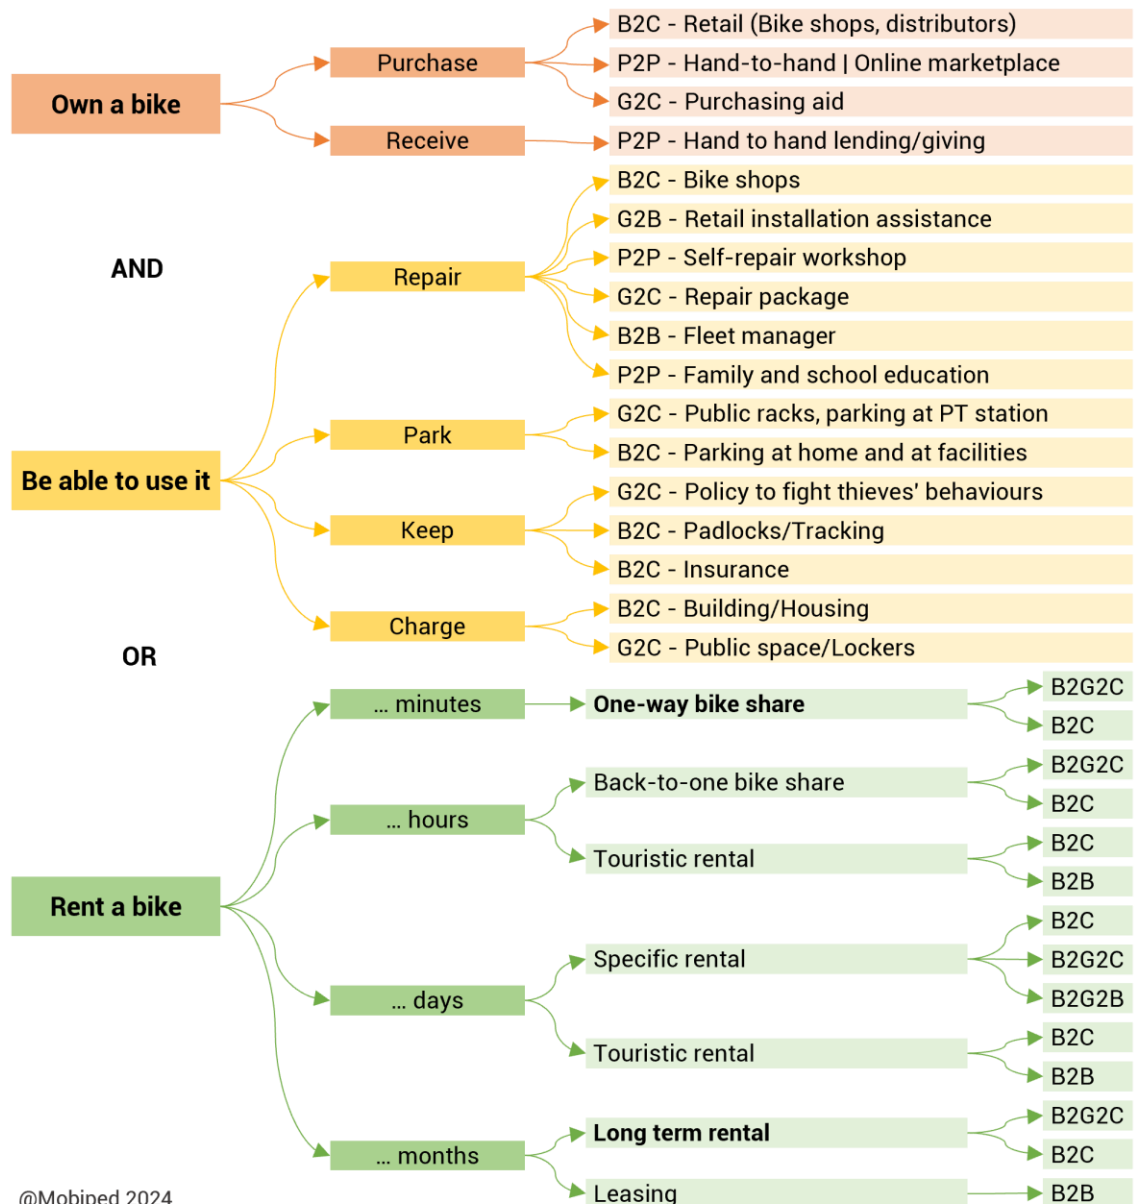 Own a bike
Purchase
B2C - Retail (Bike shops, distributors)
P2P - Hand-to-hand | Online marketplace
G2C - Purchasing aid
Receive
P2P - Hand to hand lending/giving
AND
Be able to use it
Repair
B2C - Bike shops
G2B - Retail installation assistance
P2P - Self-repair workshop
G2C - Repair package
B2B - Fleet manager
P2P - Family and school education
Park
G2C - Public racks, parking at PT station
B2C - Parking at home and at facilities
Keep
G2C - Policy to fight thieves' behaviours
B2C - Padlocks/Tracking
B2C - Insurance
Charge
B2C - Building/Housing
G2C - Public space/Lockers
OR
Rent a bike
... minutes
One-way bike share
B2G2C
B2C
... hours
Back-to-one bike share
B2G2C
B2C
Touristic rental
B2C
B2B
... days
Specific rental
B2C
B2G2C
B2G2B
Touristic rental
B2C
B2B
... months
Long term rental
B2G2C
B2C
Leasing
B2B
@Mobiped 2024